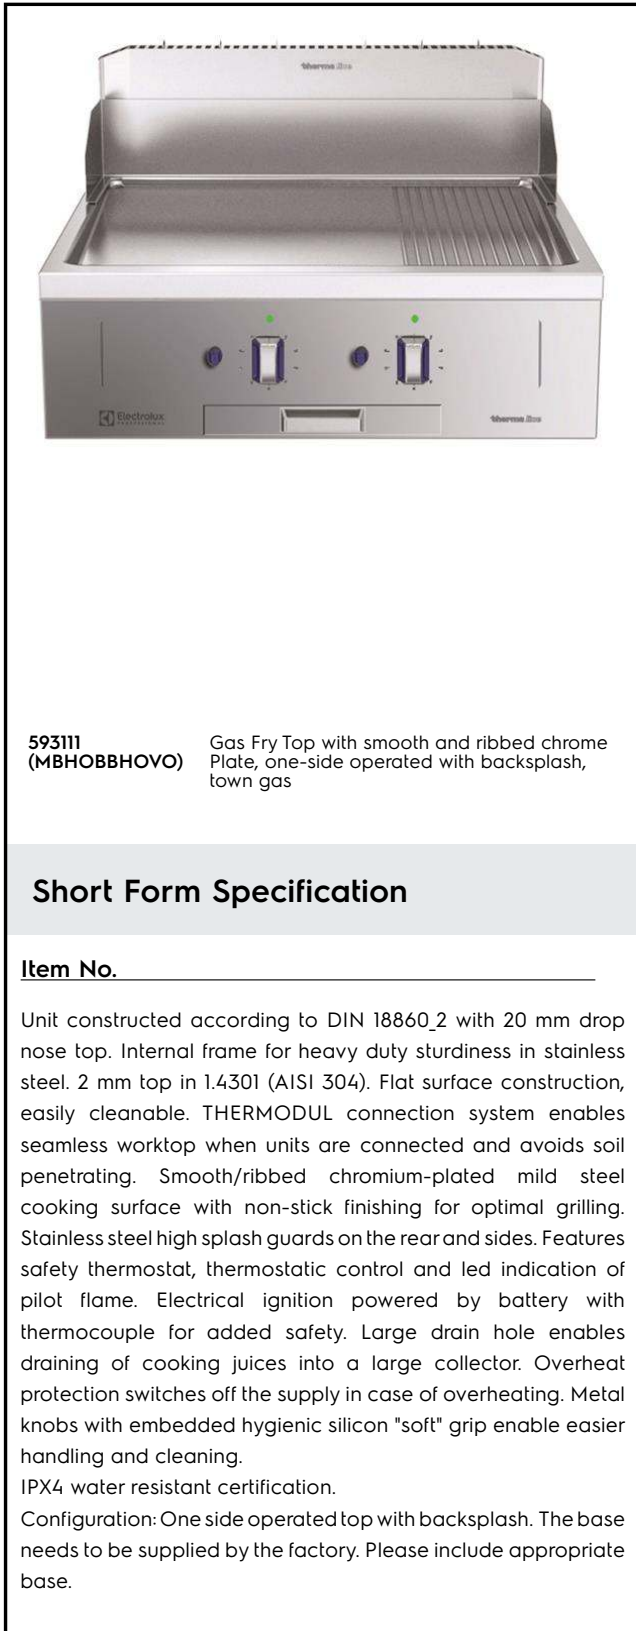 therma line
Electrolux
PROFESSIONAL
therma line
593111
(MBHOBBHOVO)
Gas Fry Top with smooth and ribbed chrome
Plate, one-side operated with backsplash,
town gas
Short Form Specification
Item No.
Unit constructed according to DIN 18860_2 with 20 mm drop
nose top. Internal frame for heavy duty sturdiness in stainless
steel. 2 mm top in 1.4301 (AISI 304). Flat surface construction,
easily cleanable. THERMODUL connection system enables
seamless worktop when units are connected and avoids soil
penetrating. Smooth/ribbed chromium-plated mild steel
cooking surface with non-stick finishing for optimal grilling.
Stainless steel high splash guards on the rear and sides. Features
safety thermostat, thermostatic control and led indication of
pilot flame. Electrical ignition powered by battery with
thermocouple for added safety. Large drain hole enables
draining of cooking juices into a large collector. Overheat
protection switches off the supply in case of overheating. Metal
knobs with embedded hygienic silicon "soft" grip enable easier
handling and cleaning.
IPX4 water resistant certification.
Configuration: One side operated top with backsplash. The base
needs to be supplied by the factory. Please include appropriate
base.